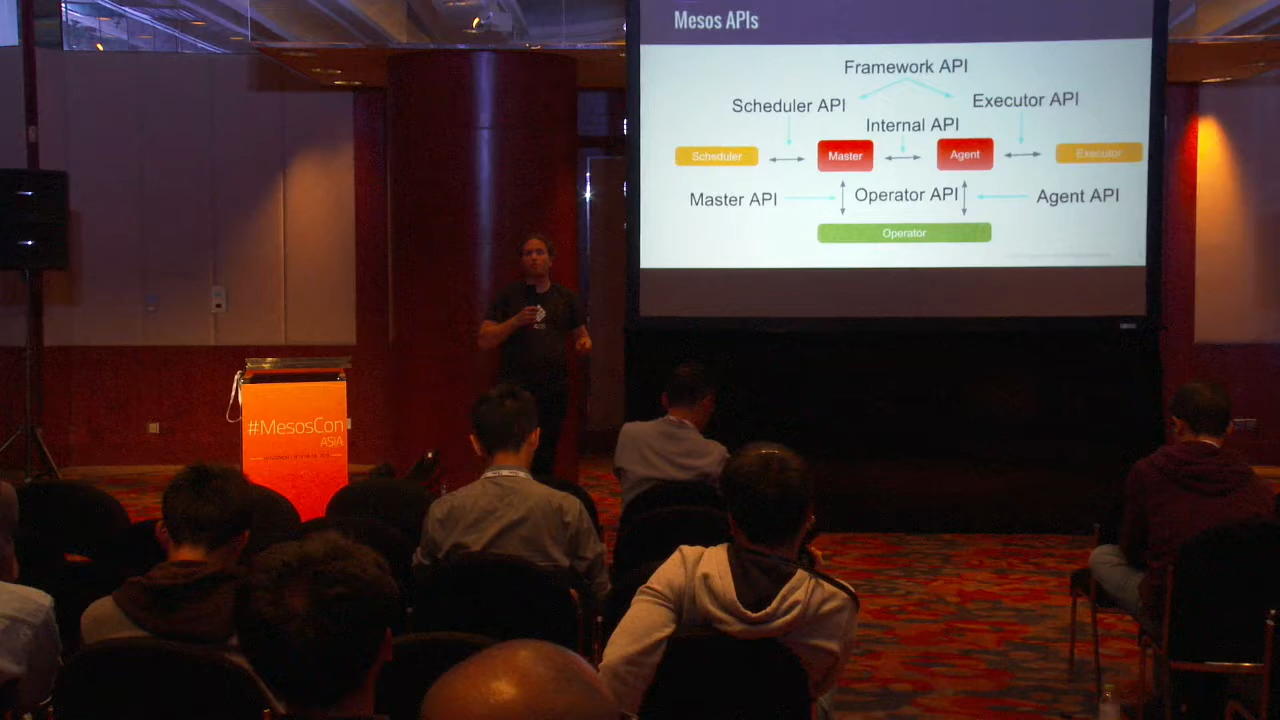 Mesos APIs
Framework API
Scheduler API
Executor API
Internal API
Scheduler
Master
Agent
Executor
Master API
Operator API
Agent API
Operator
#MesosCon
ASIA